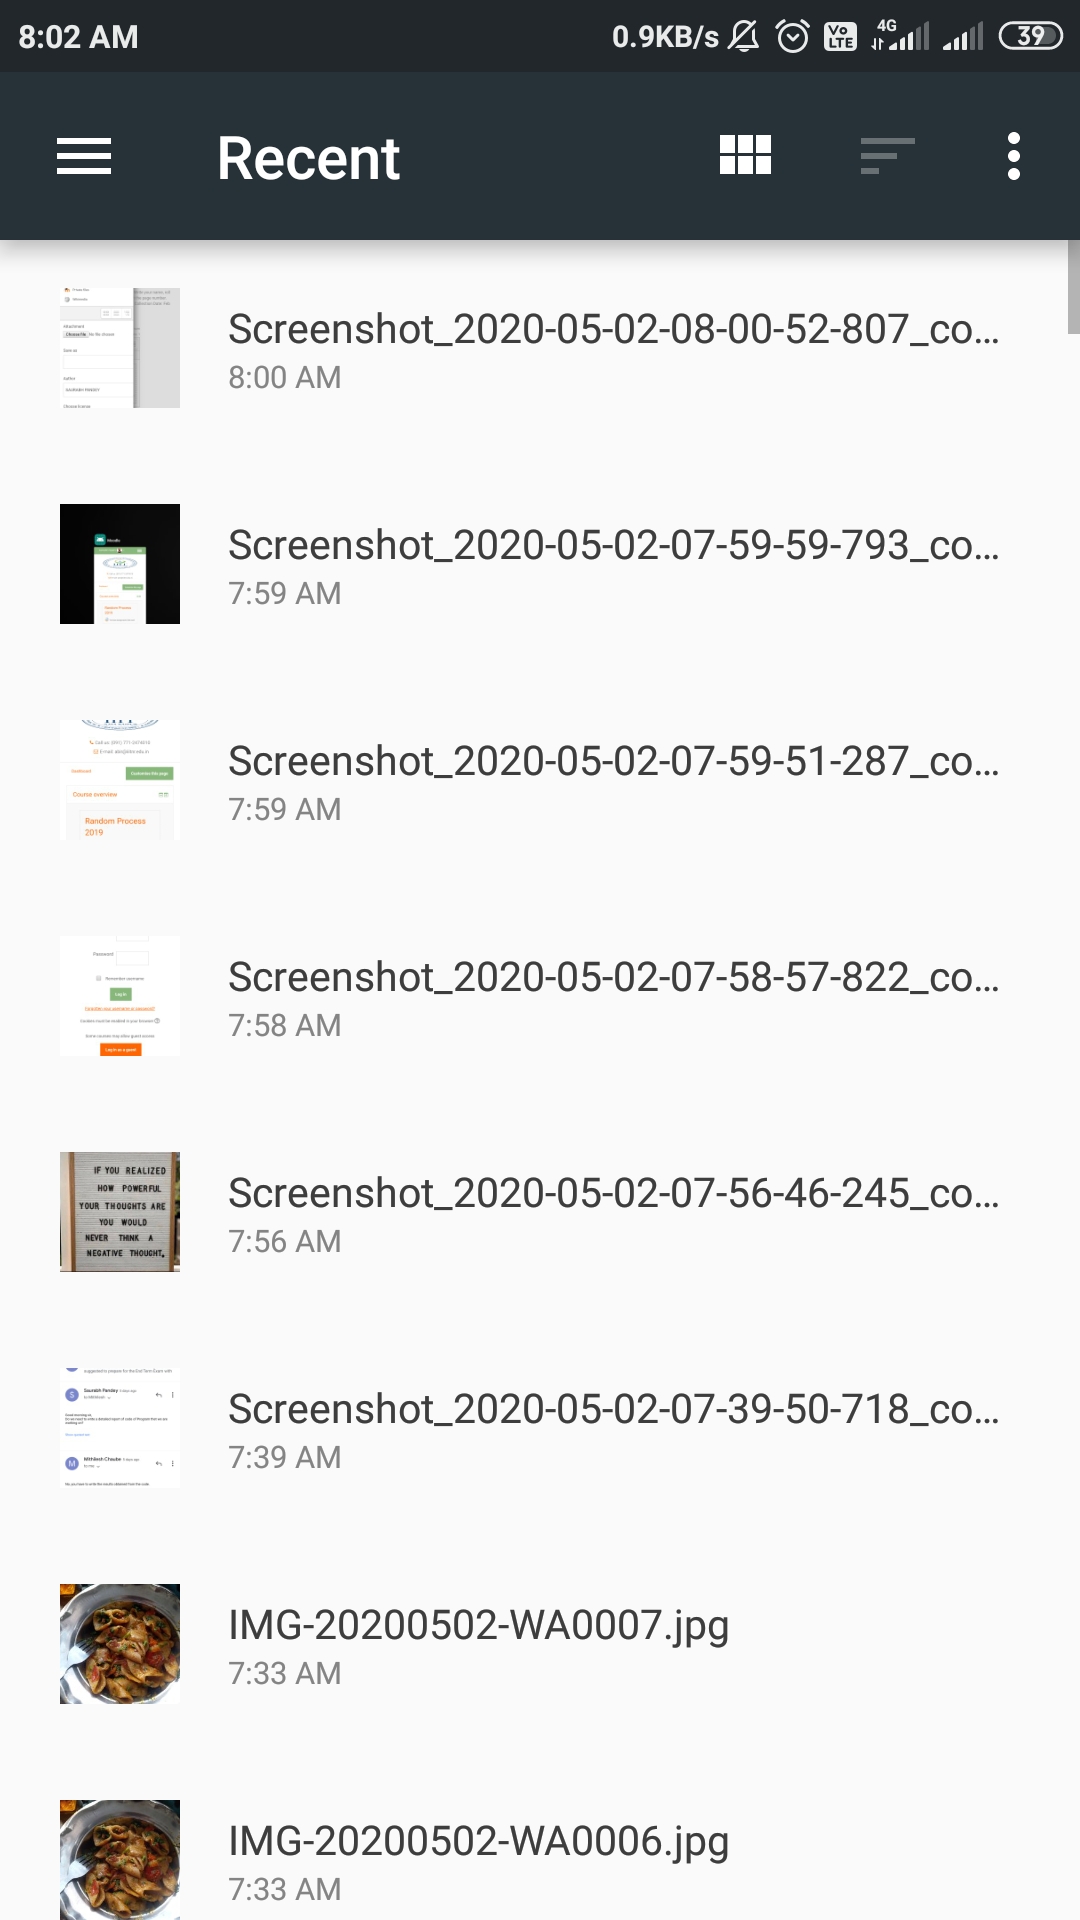 8:02 AM
0.9KB/s
Vo LTE
4G
39
Recent
Screenshot_2020-05-02-08-00-52-807_co...
8:00 AM
Screenshot_2020-05-02-07-59-59-793_co...
7:59 AM
Course overview
Random Process
2019
Screenshot_2020-05-02-07-59-51-287_co...
7:59 AM
Password
Screenshot_2020-05-02-07-58-57-822_co...
7:58 AM
IF YOU REALIZED
HOW POWERFUL
YOUR THOUGHTS ARE
YOU WOULD
NEVER THINK A
NEGATIVE THOUGHT.
Screenshot_2020-05-02-07-56-46-245_co...
7:56 AM
S
M
Screenshot_2020-05-02-07-39-50-718_co...
7:39 AM
IMG-20200502-WA0007.jpg
7:33 AM
IMG-20200502-WA0006.jpg
7:33 AM